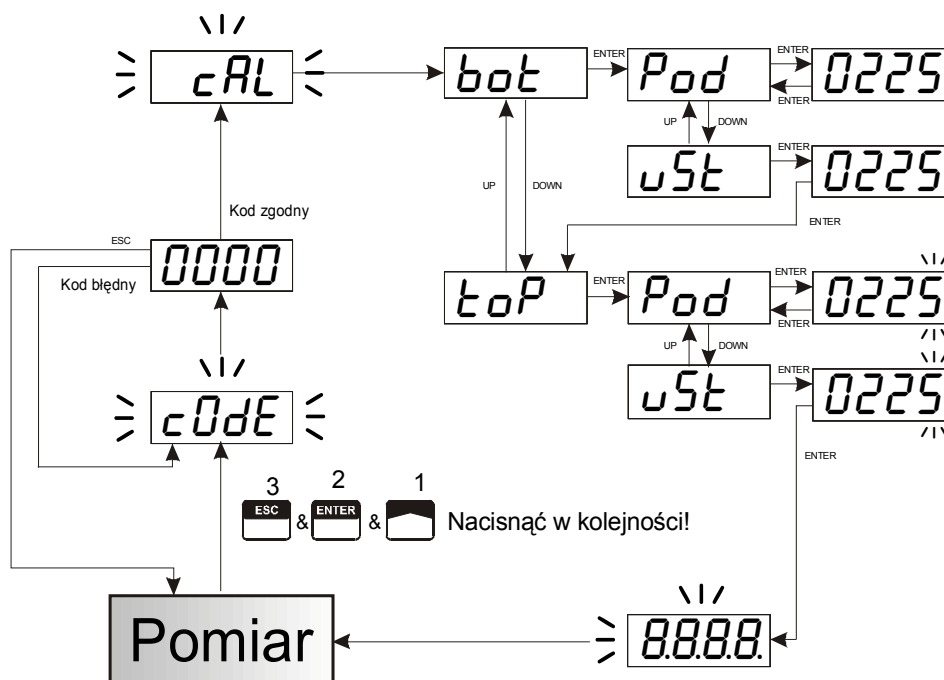 cAL
bot
ENTER
Pod
ENTER
0225
ENTER
UP
DOWN
uSt
ENTER
0225
UP
DOWN
ENTER
Kod zgodny
ESC
0000
Kod błędny
toP
ENTER
Pod
ENTER
0225
ENTER
UP
DOWN
uSt
ENTER
0225
c0dE
ENTER
3 2 1
ESC & ENTER & Nacisnąć w kolejności!
Pomiar
8.8.8.8.